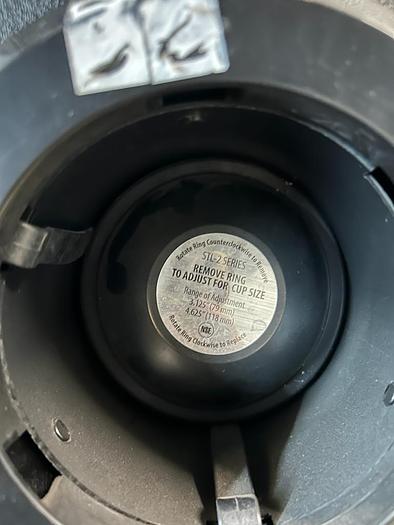 Rotate Ring Counterclockwise to Remove
STL-2 SERIES
REMOVE RING
TO ADJUST FOR CUP SIZE
Range of Adjustment
3.125" (79 mm)
4.625" (118 mm)
NSF
Rotate Ring Clockwise to Replace